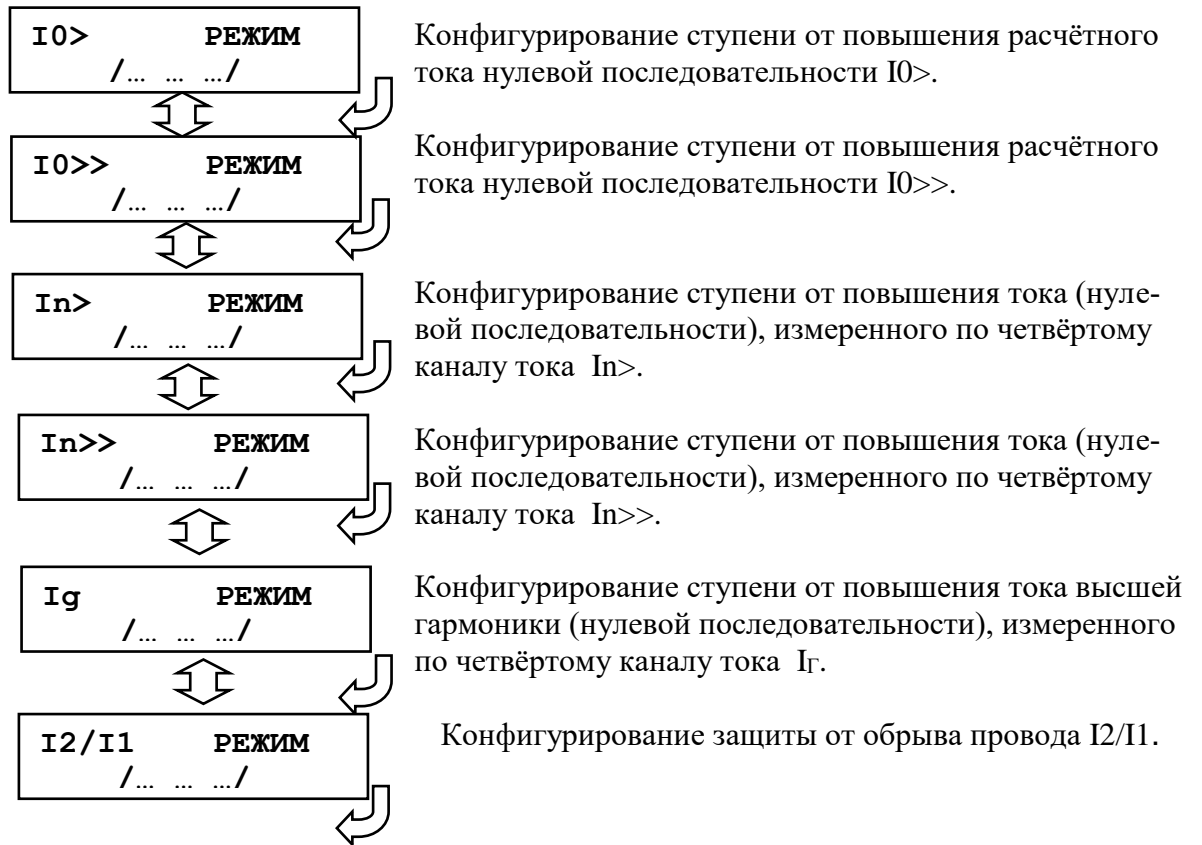 I0> РЕЖИМ
/… … …/
Конфигурирование ступени от повышения расчётного
тока нулевой последовательности I0>.
I0>> РЕЖИМ
/… … …/
Конфигурирование ступени от повышения расчётного
тока нулевой последовательности I0>>.
In> РЕЖИМ
/… … …/
Конфигурирование ступени от повышения тока (нуле-
вой последовательности), измеренного по четвёртому
каналу тока In>.
In>> РЕЖИМ
/… … …/
Конфигурирование ступени от повышения тока (нуле-
вой последовательности), измеренного по четвёртому
каналу тока In>>.
Ig РЕЖИМ
/… … …/
Конфигурирование ступени от повышения тока высшей
гармоники (нулевой последовательности), измеренного
по четвёртому каналу тока Iг.
I2/I1 РЕЖИМ
/… … …/
Конфигурирование защиты от обрыва провода I2/I1.